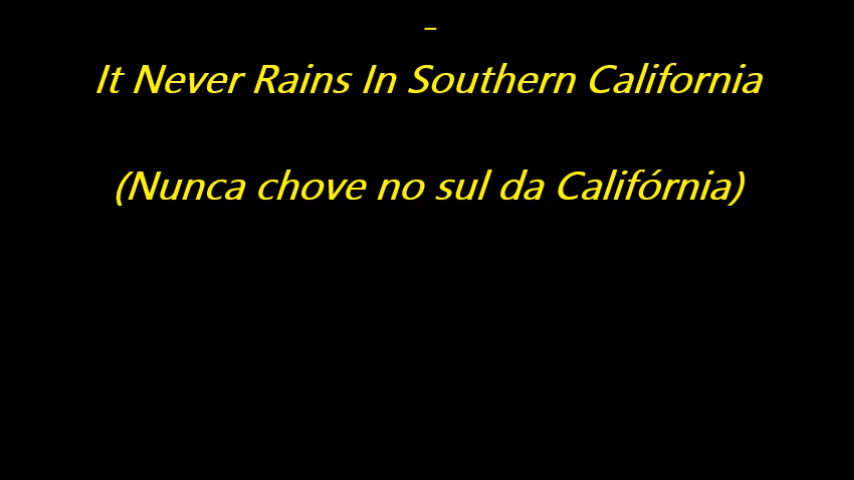 –
It Never Rains In Southern California
(Nunca chove no sul da Califórnia)